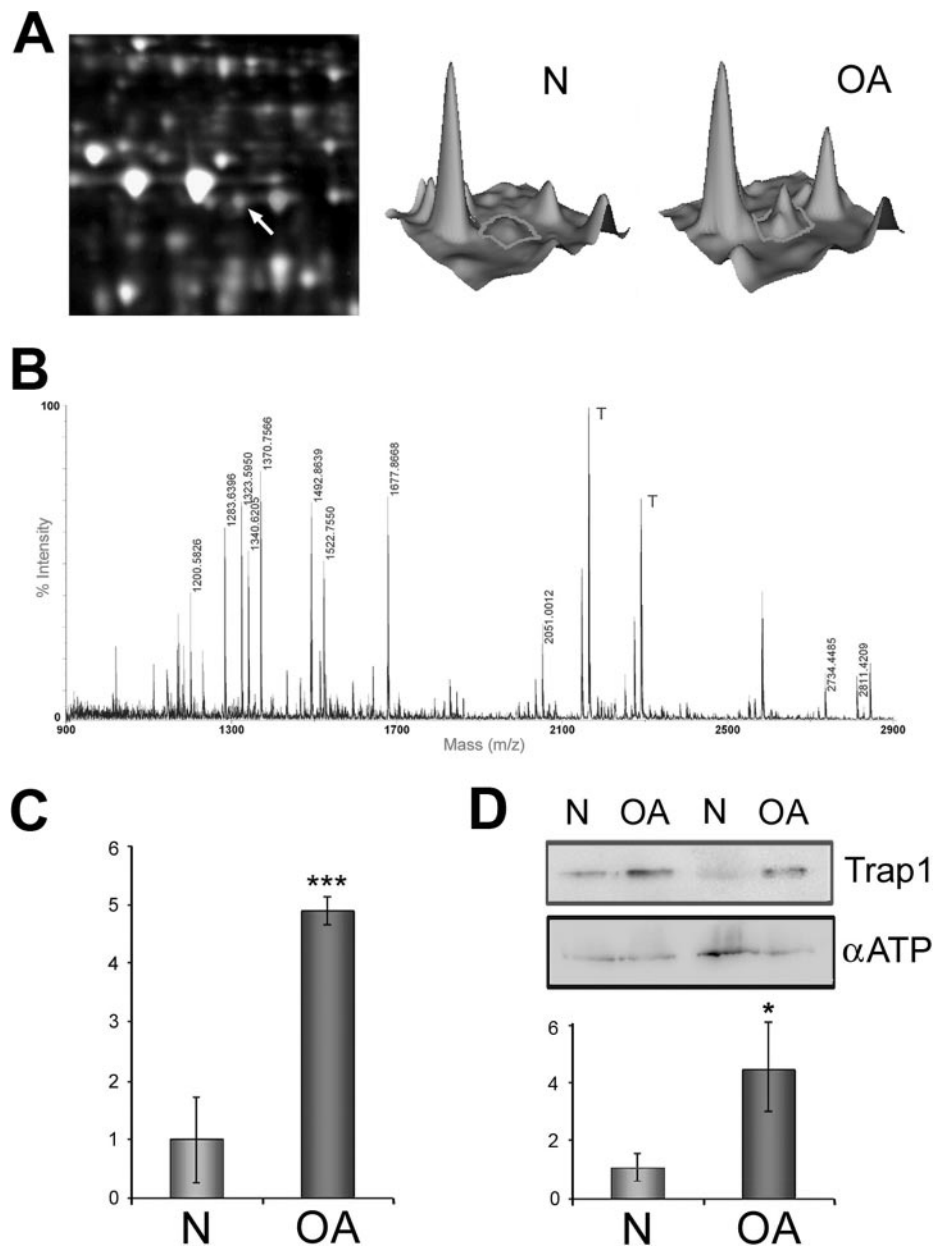 A
N
OA
B
100
% Intensity
0
1200.5826
1283.6396
1323.5950
1340.6205
1370.7566
1492.8639
1522.7550
1677.8668
2051.0012
T
T
2734.4485
2811.4209
900
1300
1700
2100
2500
2900
Mass (m/z)
C
6
5
4
3
2
1
0
***
N
OA
D
N OA N OA
Trap1
αATP
6
4
2
0
*
N
OA